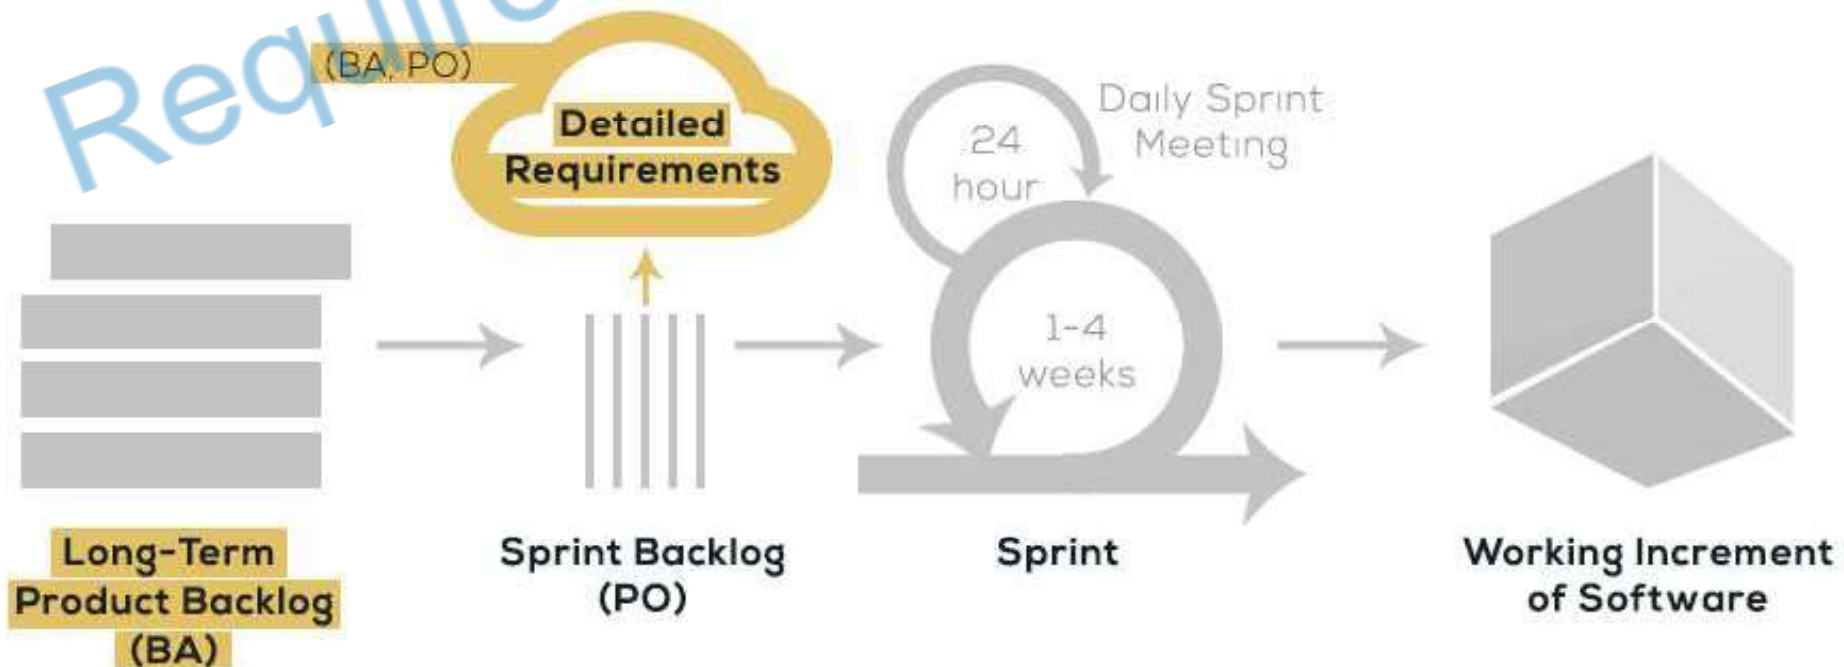 (BA, PO)
Detailed
Requirements
24
hour
Daily Sprint
Meeting
1-4
weeks
Long-Term
Product Backlog
(BA)
Sprint Backlog
(PO)
Sprint
Working Increment
of Software